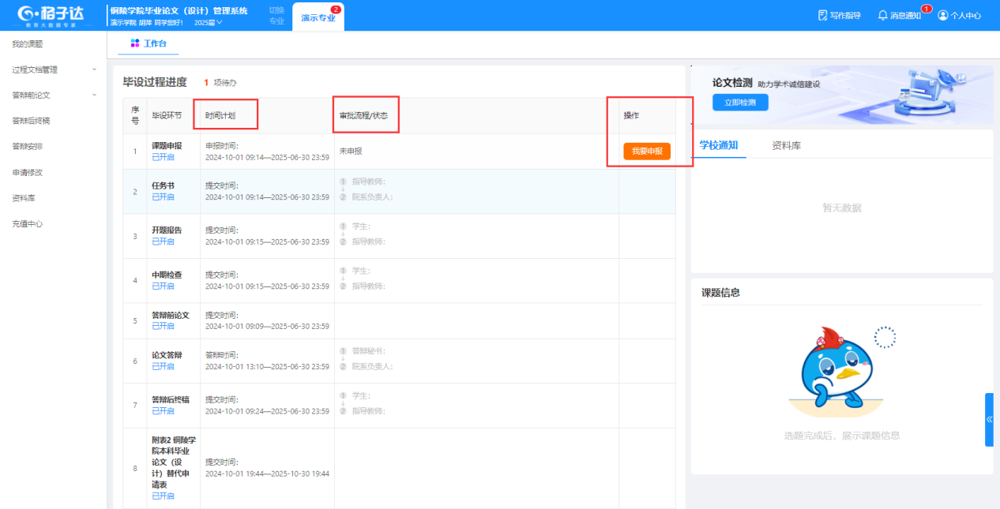 格子达
教育大数据专家
铜陵学院毕业论文（设计）管理系统
演示学院 胡岸 同学您好! 2025届
切换
专业
演示专业
2
写作指导
消息通知
1
个人中心
我的课题
过程文档管理
答辩前论文
答辩后终稿
答辩安排
申请修改
资料库
充值中心
工作台
毕设过程进度 1 项待办
序
号
毕设环节
时间计划
审批流程/状态
操作
1
课题申报
已开启
申报时间:
2024-10-01 09:14—2025-06-30 23:59
未申报
我要申报
2
任务书
已开启
提交时间:
2024-10-01 09:14—2025-06-30 23:59
① 指导教师:
↓
② 院系负责人:
3
开题报告
已开启
提交时间:
2024-10-01 09:15—2025-06-30 23:59
① 学生:
↓
② 指导教师:
4
中期检查
已开启
提交时间:
2024-10-01 09:15—2025-06-30 23:59
① 学生:
↓
② 指导教师:
5
答辩前论文
已开启
提交时间:
2024-10-01 09:09—2025-06-30 23:59
6
论文答辩
已开启
答辩时间:
2024-10-01 13:10—2025-06-30 23:59
① 答辩秘书:
↓
② 院系负责人:
7
答辩后终稿
已开启
提交时间:
2024-10-01 09:24—2025-06-30 23:59
① 学生:
↓
② 指导教师:
8
附表2 铜陵学
院本科毕业
论文（设
计）替代申
请表
已开启
提交时间:
2024-10-01 19:44—2025-10-30 19:44
论文检测 助力学术诚信建设
立即检测
学校通知
资料库
暂无数据
课题信息
选题完成后，展示课题信息